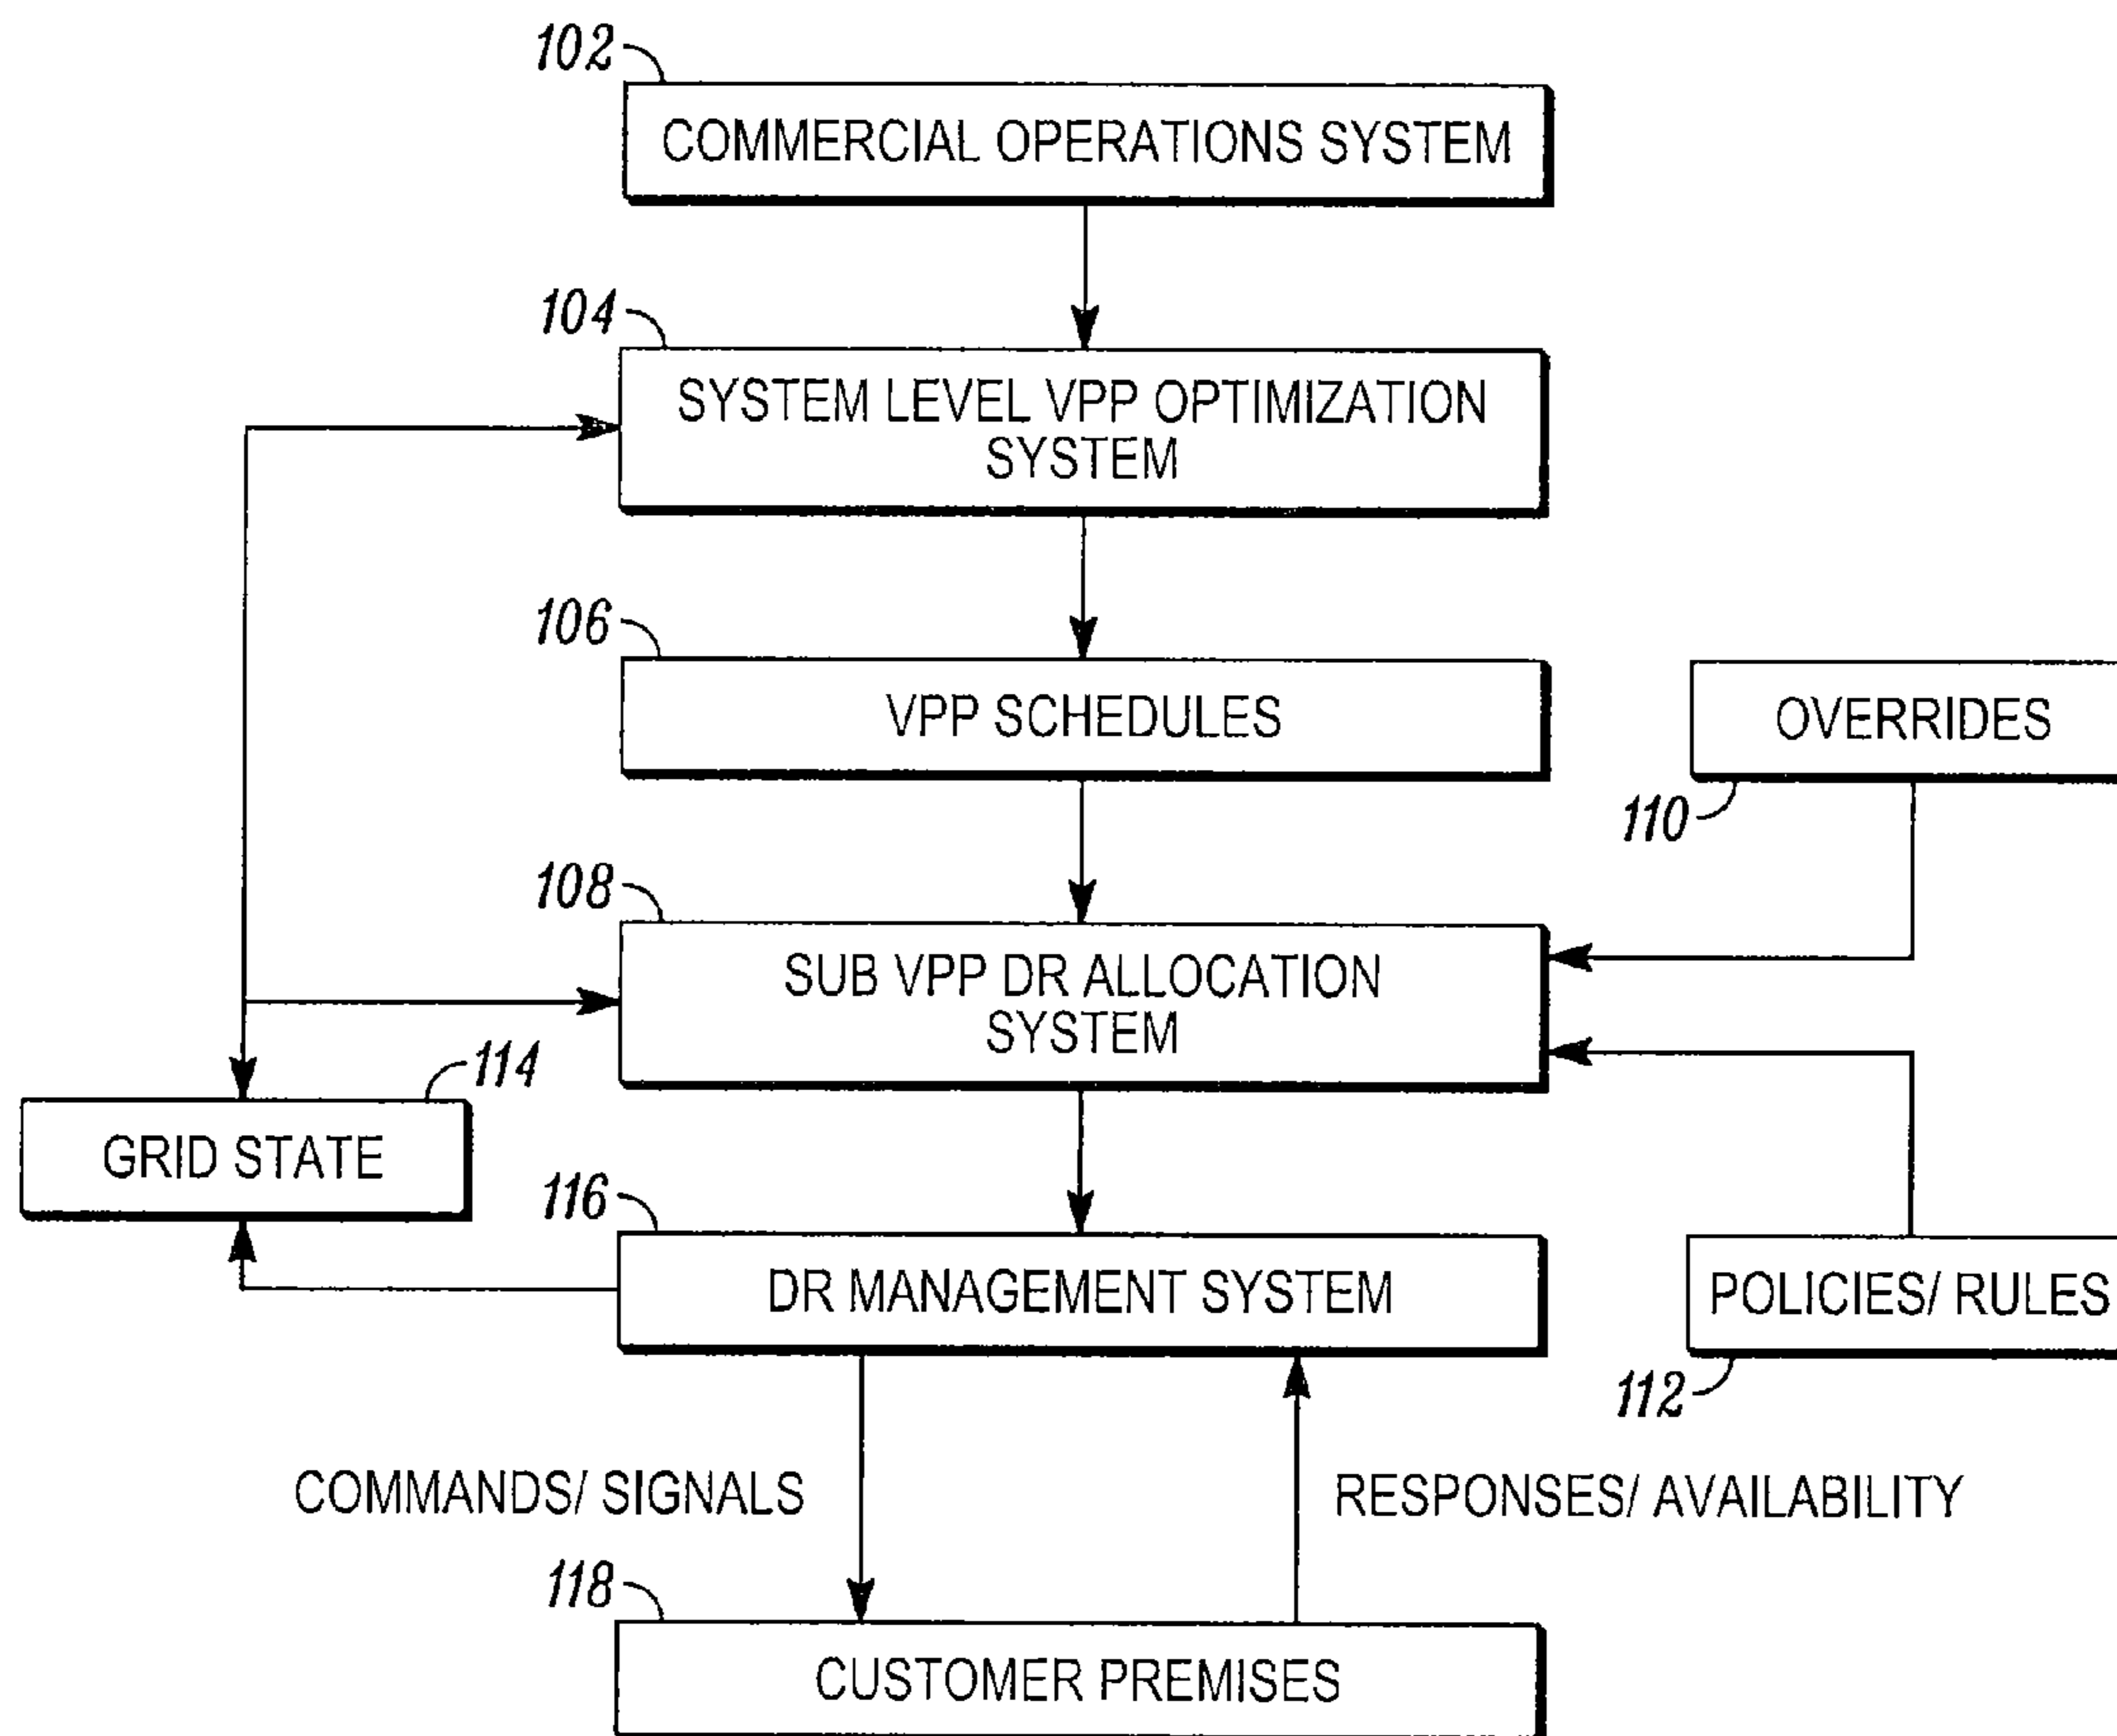 102
COMMERCIAL OPERATIONS SYSTEM
104
SYSTEM LEVEL VPP OPTIMIZATION
SYSTEM
106
VPP SCHEDULES
OVERRIDES
110
108
SUB VPP DR ALLOCATION
SYSTEM
114
GRID STATE
116
DR MANAGEMENT SYSTEM
POLICIES/ RULES
112
COMMANDS/ SIGNALS
RESPONSES/ AVAILABILITY
118
CUSTOMER PREMISES